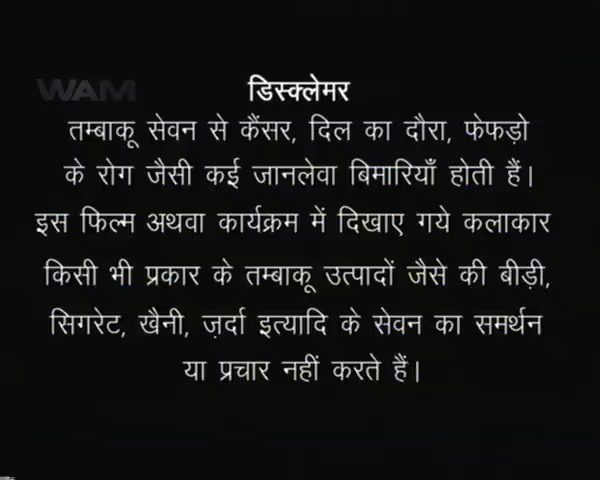 WAM
डिस्क्लेमर
तम्बाकू सेवन से कैंसर, दिल का दौरा, फेफड़ो
के रोग जैसी कई जानलेवा बिमारियाँ होती हैं।
इस फिल्म अथवा कार्यक्रम में दिखाए गये कलाकार
किसी भी प्रकार के तम्बाकू उत्पादों जैसे की बीड़ी,
सिगरेट, खैनी, ज़र्दा इत्यादि के सेवन का समर्थन
या प्रचार नहीं करते हैं।